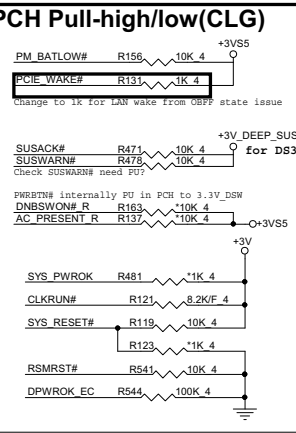 PCH Pull-high/low(CLG)
+3VS5
PM_BATLOW# R156 10K_4
PCIE_WAKE# R131 1K_4
Change to 1k for LAN wake from OBFF state issue
+3V_DEEP_SUS
SUSACK# R471 10K_4 for DS3
SUSWARN# R478 10K_4
Check SUSWARN# need PU?
PWRBTN# internally PU in PCH to 3.3V_DSW
DNBSWON#_R R163 *10K_4
AC_PRESENT_R R137 *10K_4 +3VS5
+3V
SYS_PWROK R481 *1K_4
CLKRUN# R121 8.2K/F_4
SYS_RESET# R119 10K_4
R123 *1K_4
RSMRST# R541 10K_4
DPWROK_EC R544 100K_4